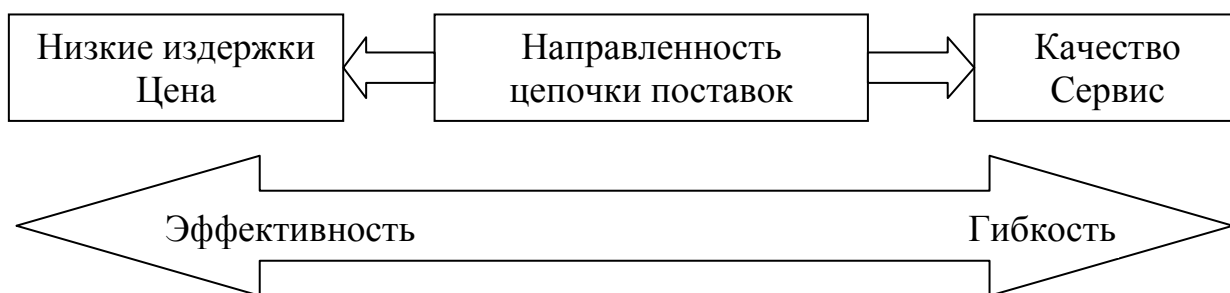 Низкие издержки
Цена
Направленность
цепочки поставок
Качество
Сервис
Эффективность
Гибкость